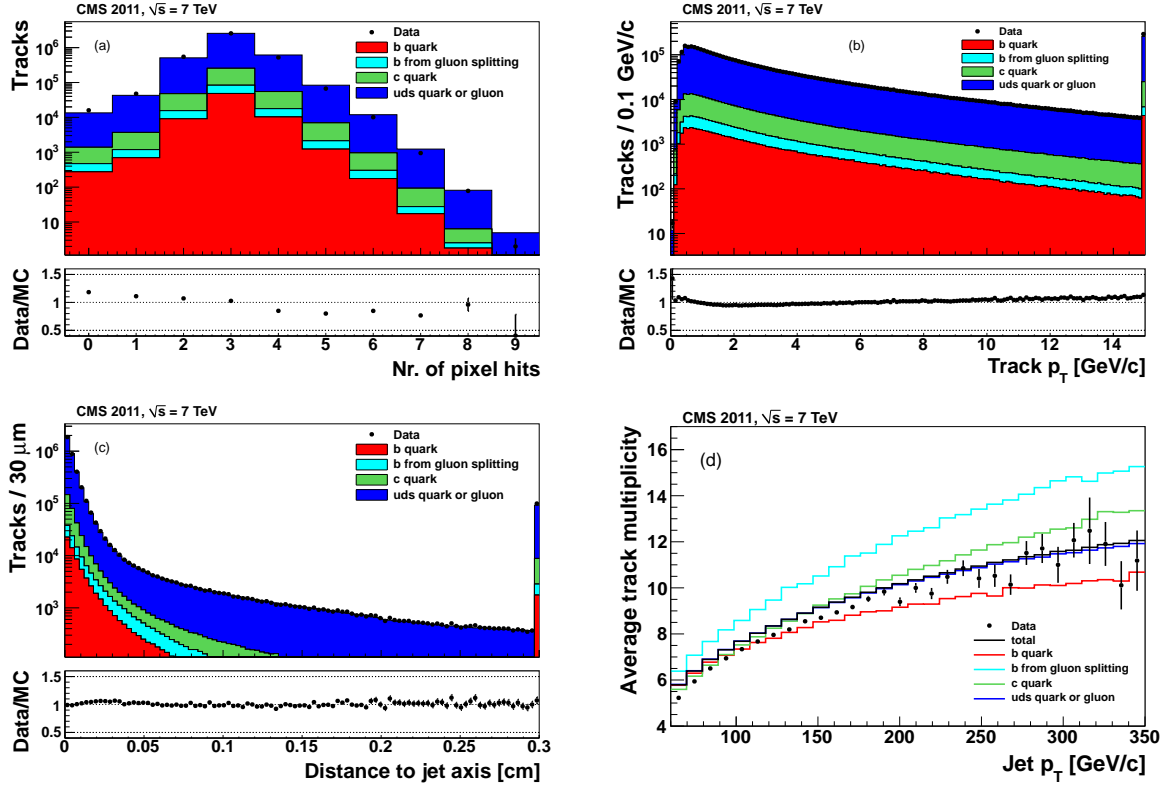 CMS 2011, √s = 7 TeV
Tracks
(a)
Data
b quark
b from gluon splitting
c quark
uds quark or gluon
10⁶
10⁵
10⁴
10³
10²
10
Data/MC
1.5
1
0.5
0 1 2 3 4 5 6 7 8 9
Nr. of pixel hits
CMS 2011, √s = 7 TeV
Tracks / 0.1 GeV/c
(b)
Data
b quark
b from gluon splitting
c quark
uds quark or gluon
10⁵
10⁴
10³
10²
10
Data/MC
1.5
1
0.5
0 2 4 6 8 10 12 14
Track p_T [GeV/c]
CMS 2011, √s = 7 TeV
Tracks / 30 μm
(c)
Data
b quark
b from gluon splitting
c quark
uds quark or gluon
10⁶
10⁵
10⁴
10³
Data/MC
1.5
1
0.5
0 0.05 0.1 0.15 0.2 0.25 0.3
Distance to jet axis [cm]
CMS 2011, √s = 7 TeV
Average track multiplicity
(d)
16
14
12
10
8
6
4
Data
total
b quark
b from gluon splitting
c quark
uds quark or gluon
100 150 200 250 300 350
Jet p_T [GeV/c]